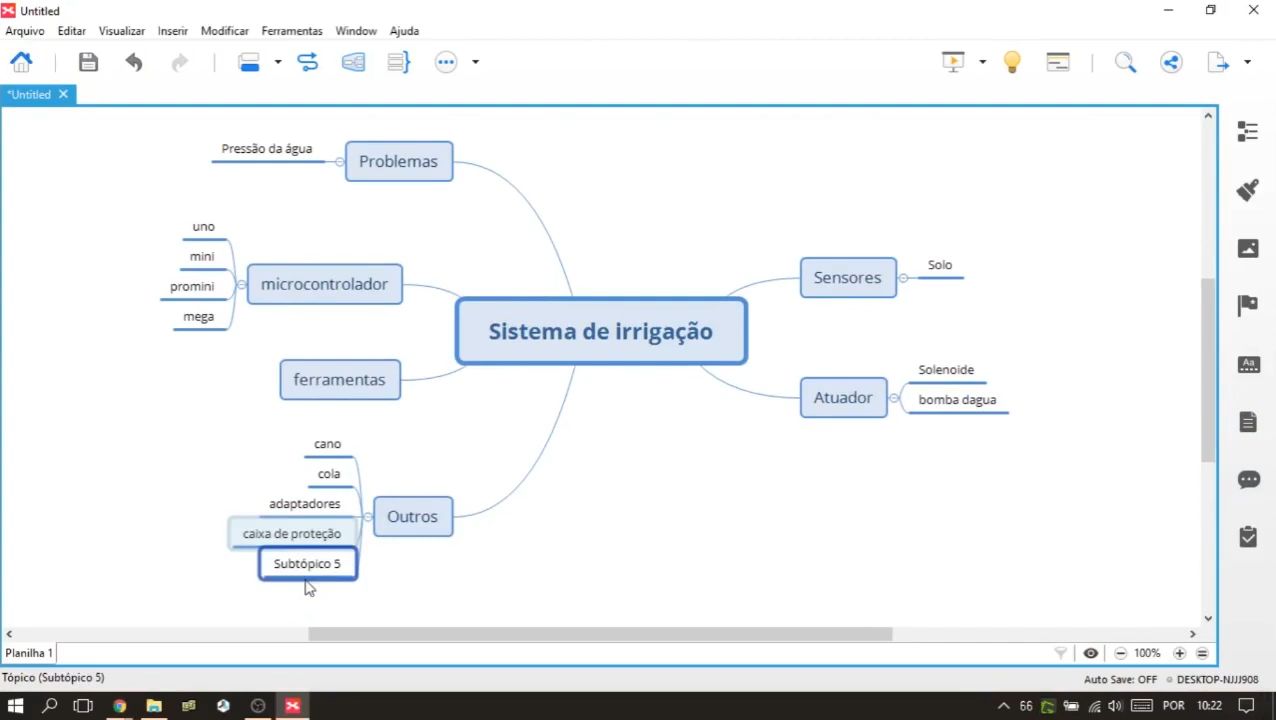 Untitled
Arquivo Editar Visualizar Inserir Modificar Ferramentas Window Ajuda
*Untitled
Pressão da água
Problemas
uno
mini
promini
mega
microcontrolador
ferramentas
cano
cola
adaptadores
caixa de proteção
Subtópico 5
Outros
Sistema de irrigação
Sensores
Solo
Atuador
Solenoide
bomba dagua
Planilha 1
100%
Tópico (Subtópico 5)
Auto Save: OFF
DESKTOP-NJJJ908
66
POR
10:22
Aa